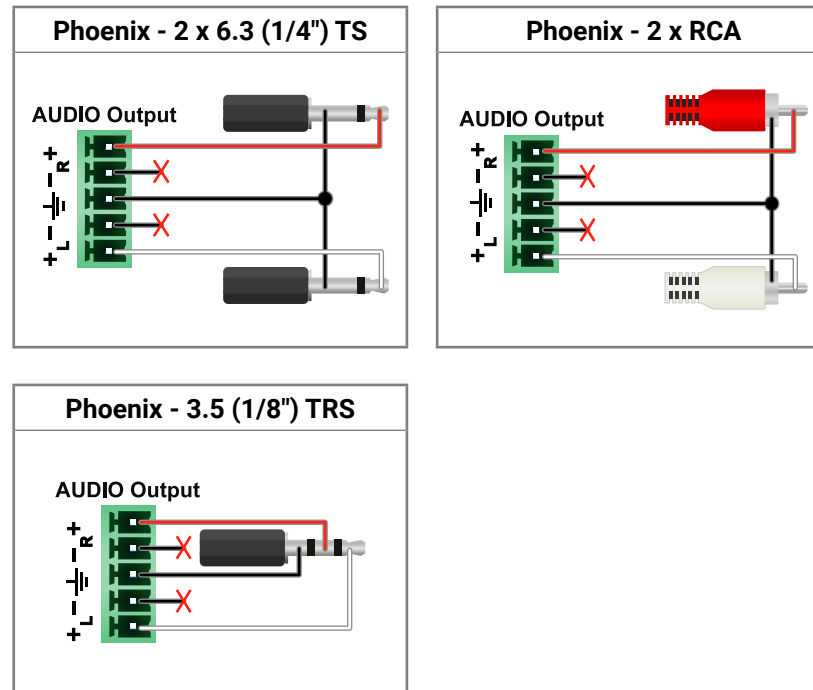 Phoenix - 2 x 6.3 (1/4") TS
AUDIO Output
+
R
-
-
L
+
Phoenix - 2 x RCA
AUDIO Output
+
R
-
-
L
+
Phoenix - 3.5 (1/8") TRS
AUDIO Output
+
R
-
-
L
+